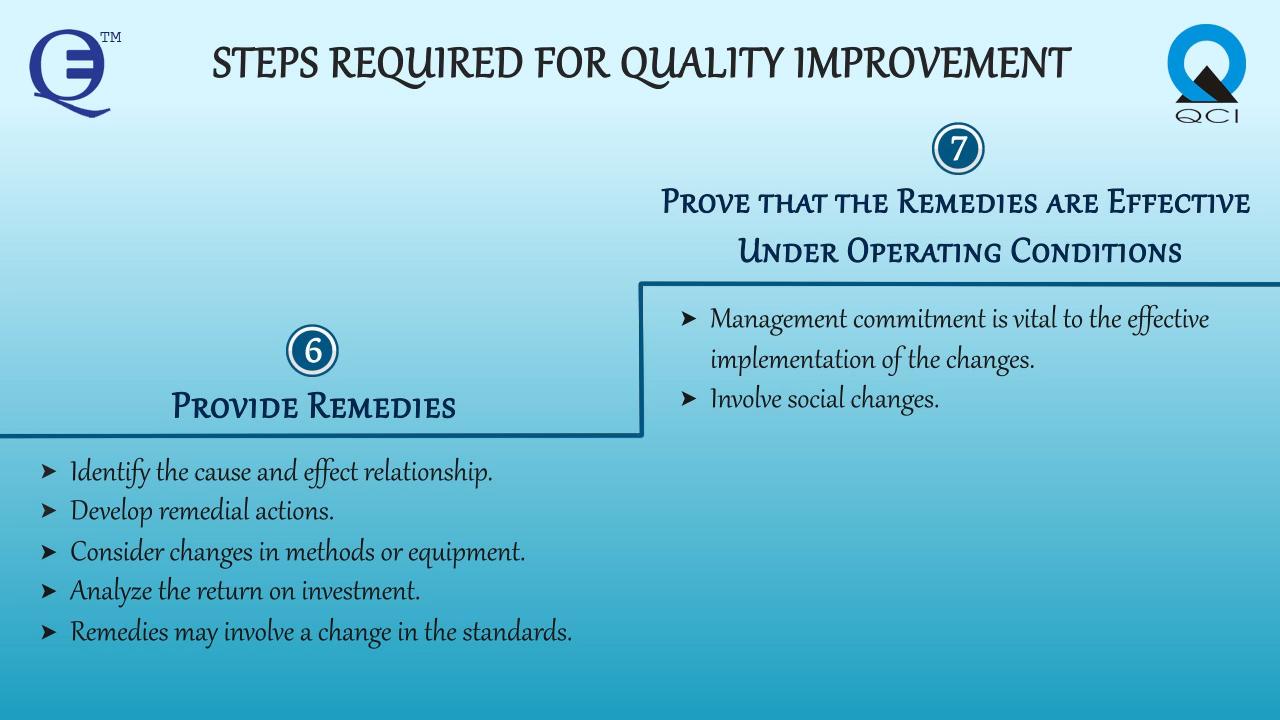 TM
STEPS REQUIRED FOR QUALITY IMPROVEMENT
QCI
6
PROVIDE REMEDIES
➤ Identify the cause and effect relationship.
➤ Develop remedial actions.
➤ Consider changes in methods or equipment.
➤ Analyze the return on investment.
➤ Remedies may involve a change in the standards.
7
PROVE THAT THE REMEDIES ARE EFFECTIVE
UNDER OPERATING CONDITIONS
➤ Management commitment is vital to the effective
implementation of the changes.
➤ Involve social changes.